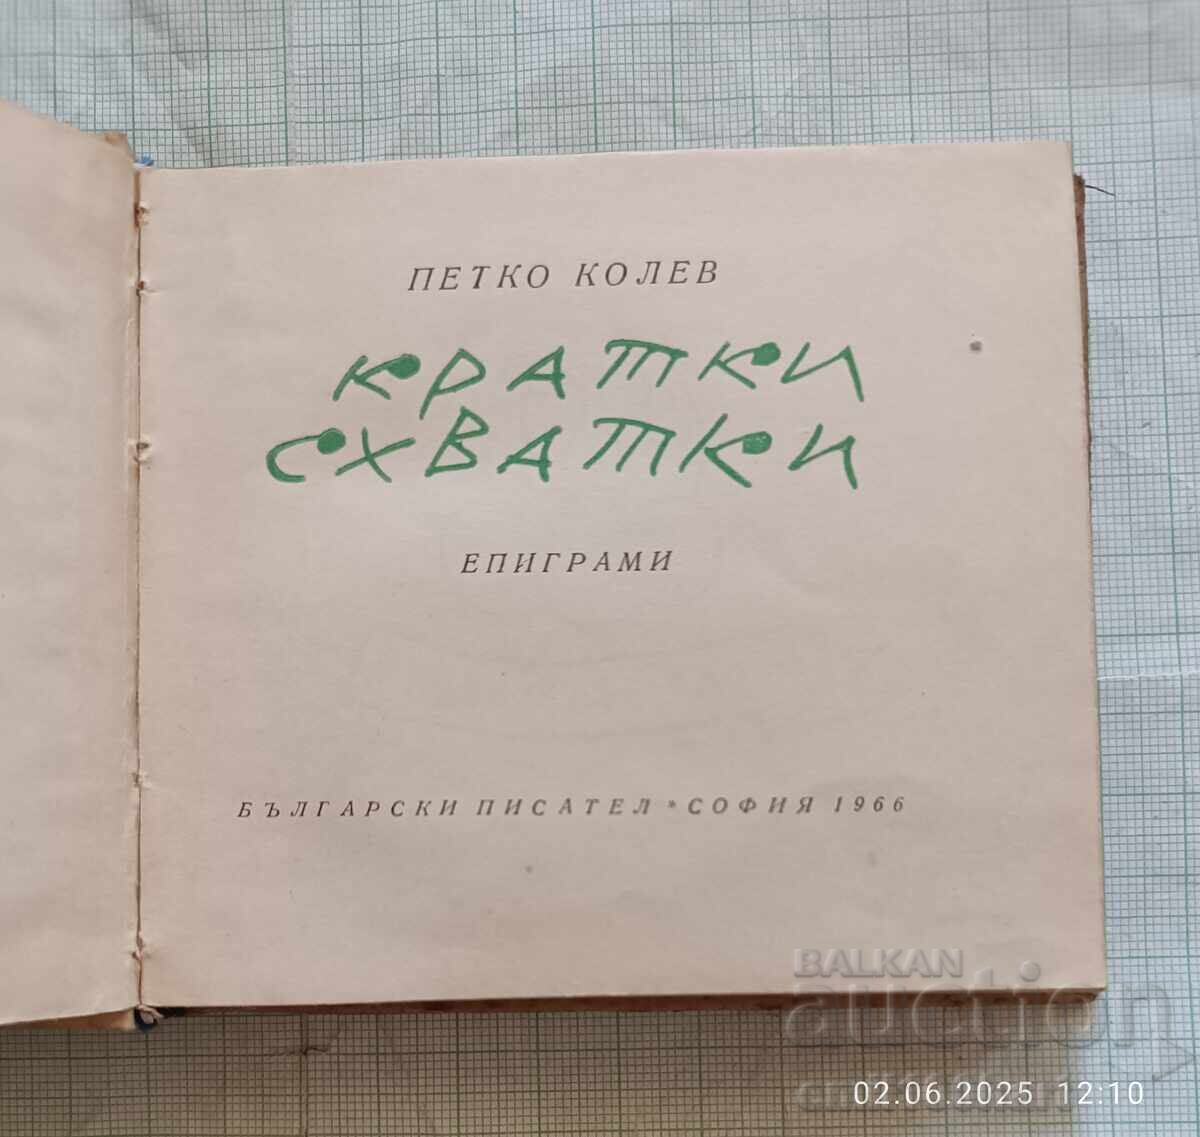 ПЕТКО КОЛЕВ
КРАТКИ
СХВАТКИ
ЕПИГРАМИ
БЪЛГАРСКИ ПИСАТЕЛ * СОФИЯ 1966
BALKAN
auction
02.06.2025 12:10